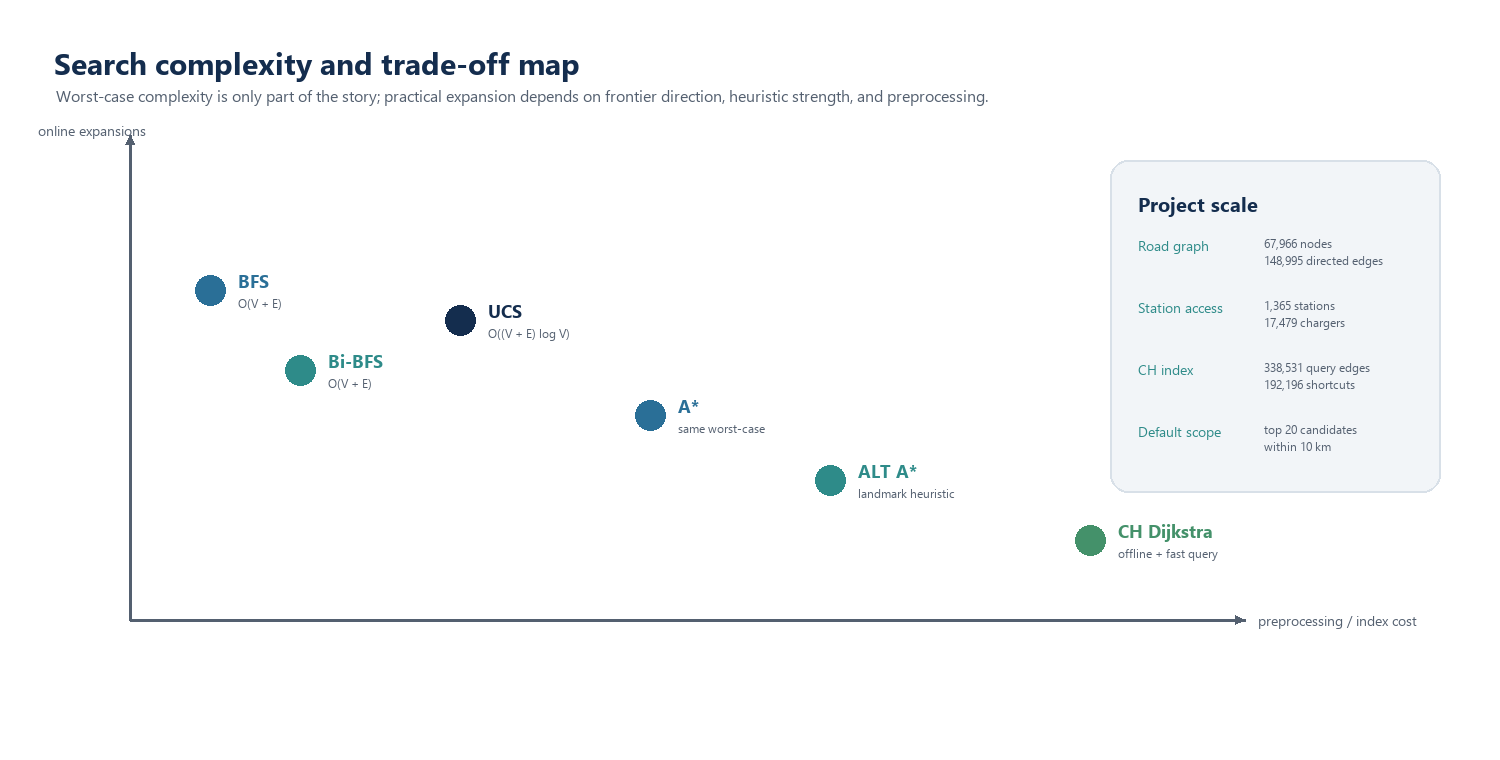 Search complexity and trade-off map
Worst-case complexity is only part of the story; practical expansion depends on frontier direction, heuristic strength, and preprocessing.
online expansions
BFS
O(V + E)
UCS
O((V + E) log V)
Bi-BFS
O(V + E)
A*
same worst-case
ALT A*
landmark heuristic
CH Dijkstra
offline + fast query
preprocessing / index cost
Project scale
Road graph
67,966 nodes
148,995 directed edges
Station access
1,365 stations
17,479 chargers
CH index
338,531 query edges
192,196 shortcuts
Default scope
top 20 candidates
within 10 km